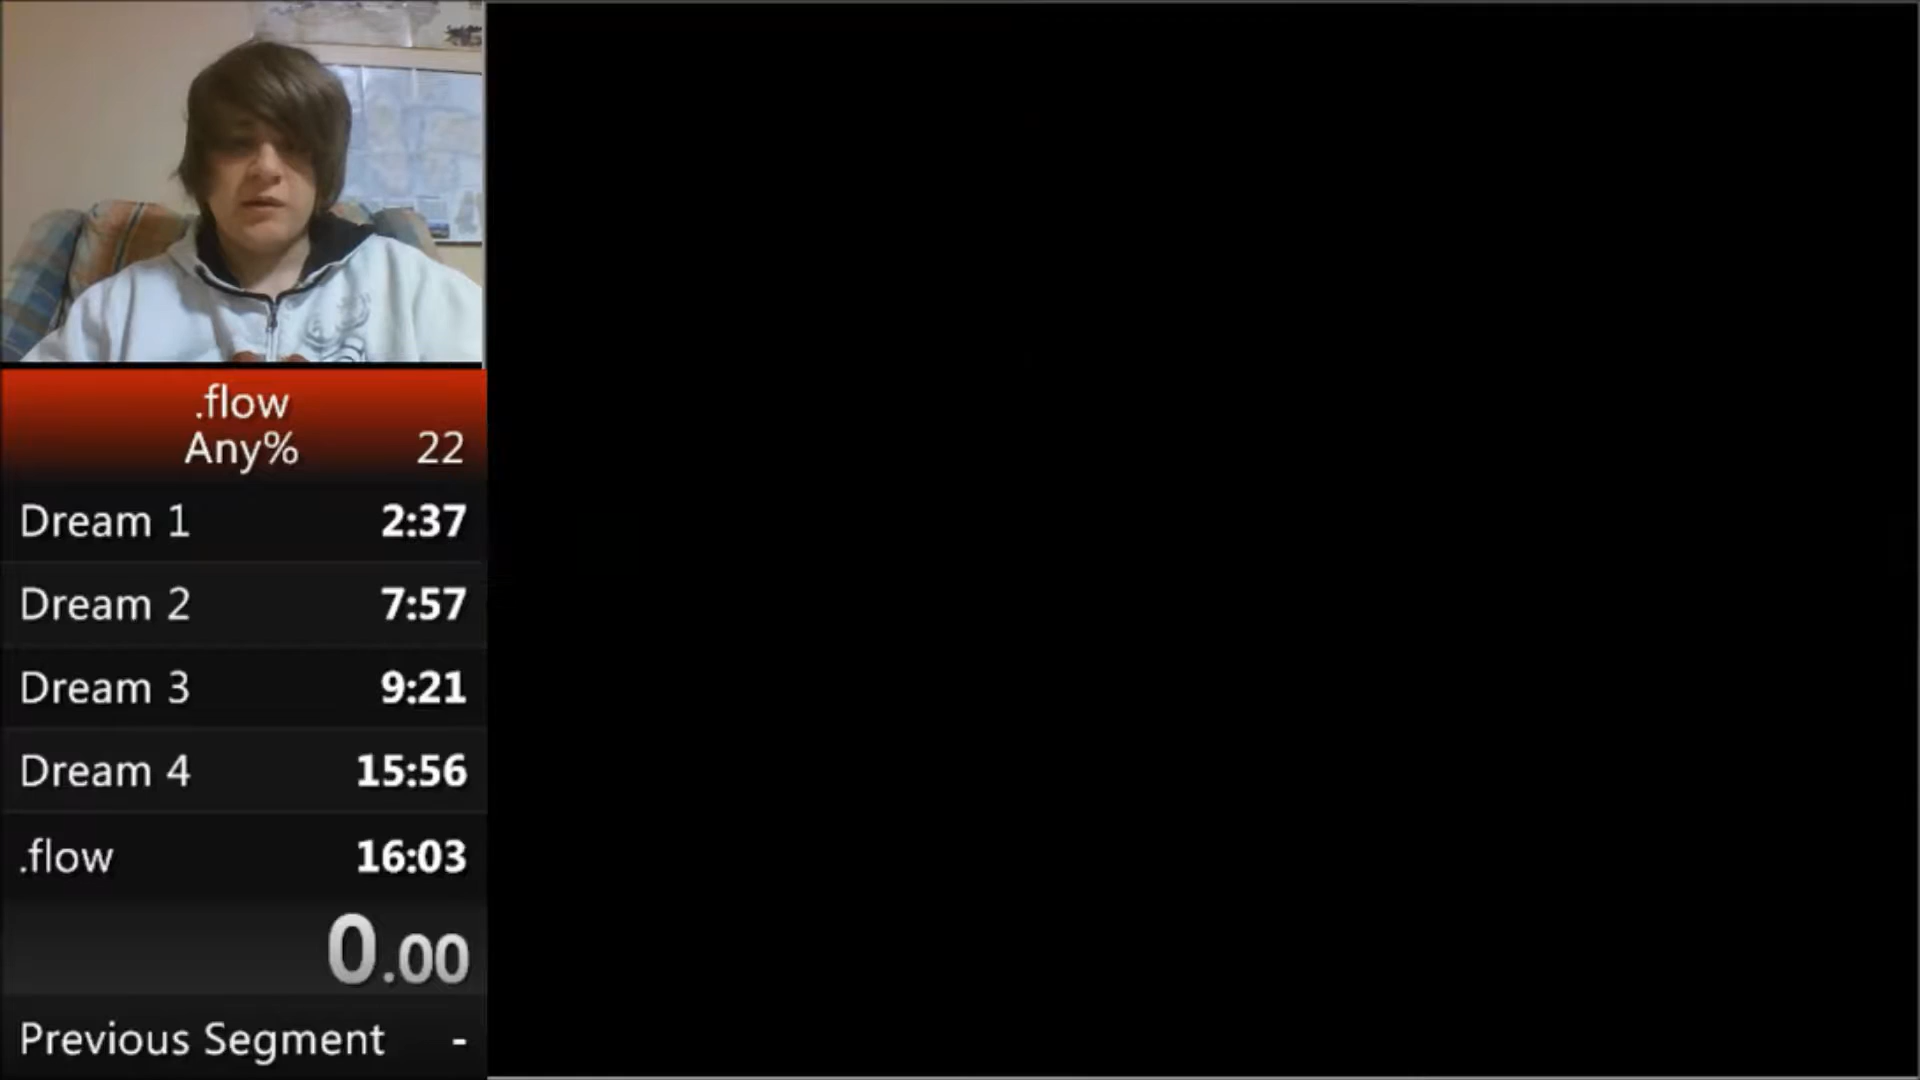 .flow
Any% 22
Dream 1 2:37
Dream 2 7:57
Dream 3 9:21
Dream 4 15:56
.flow 16:03
0.00
Previous Segment -